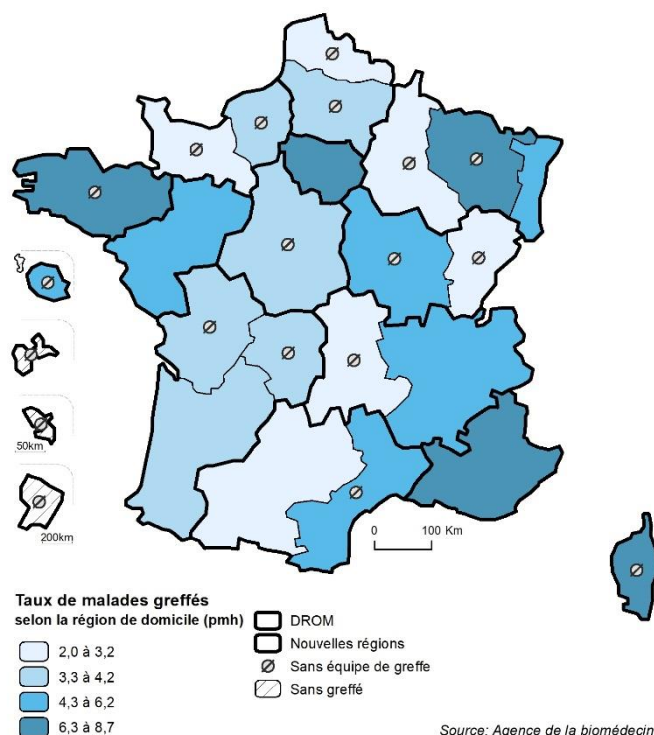 50km
200km
0 100 Km
Taux de malades greffés
selon la région de domicile (pmh)
2,0 à 3,2
3,3 à 4,2
4,3 à 6,2
6,3 à 8,7
DROM
Nouvelles régions
Sans équipe de greffe
Sans greffé
Source: Agence de la biomédecin